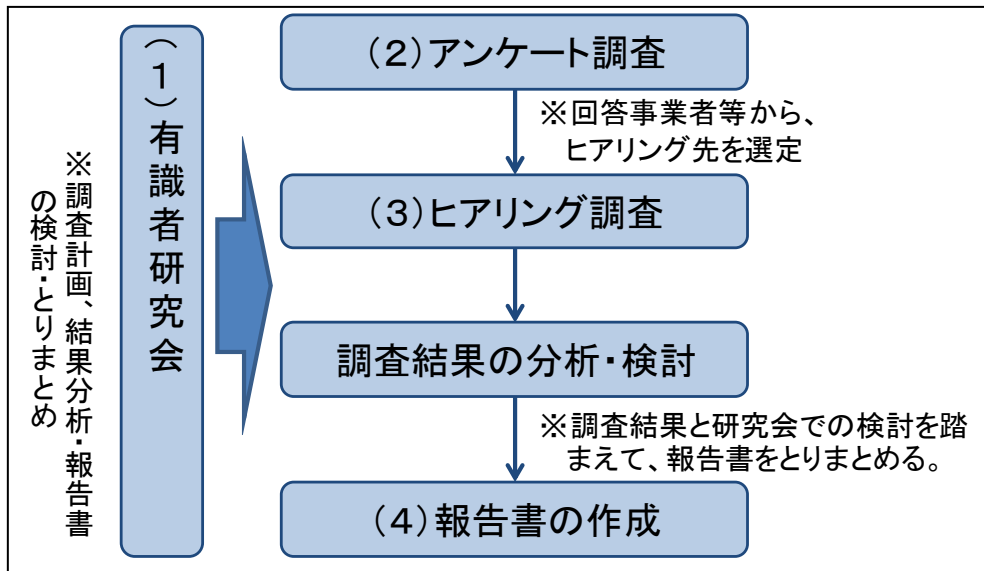 (1)有識者研究会
※調査計画、結果分析・報告書
の検討・とりまとめ
(2)アンケート調査
※回答事業者等から、
ヒアリング先を選定
(3)ヒアリング調査
調査結果の分析・検討
※調査結果と研究会での検討を踏
まえて、報告書をとりまとめる。
(4)報告書の作成